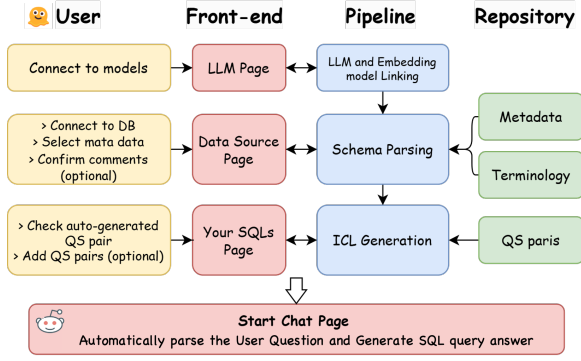 User Front-end Pipeline Repository
Connect to models
LLM Page
LLM and Embedding
model Linking
> Connect to DB
> Select mata data
> Confirm comments
(optional)
Data Source
Page
Schema Parsing
Metadata
Terminology
> Check auto-generated
QS pair
> Add QS pairs (optional)
Your SQLs
Page
ICL Generation
QS paris
Start Chat Page
Automatically parse the User Question and Generate SQL query answer